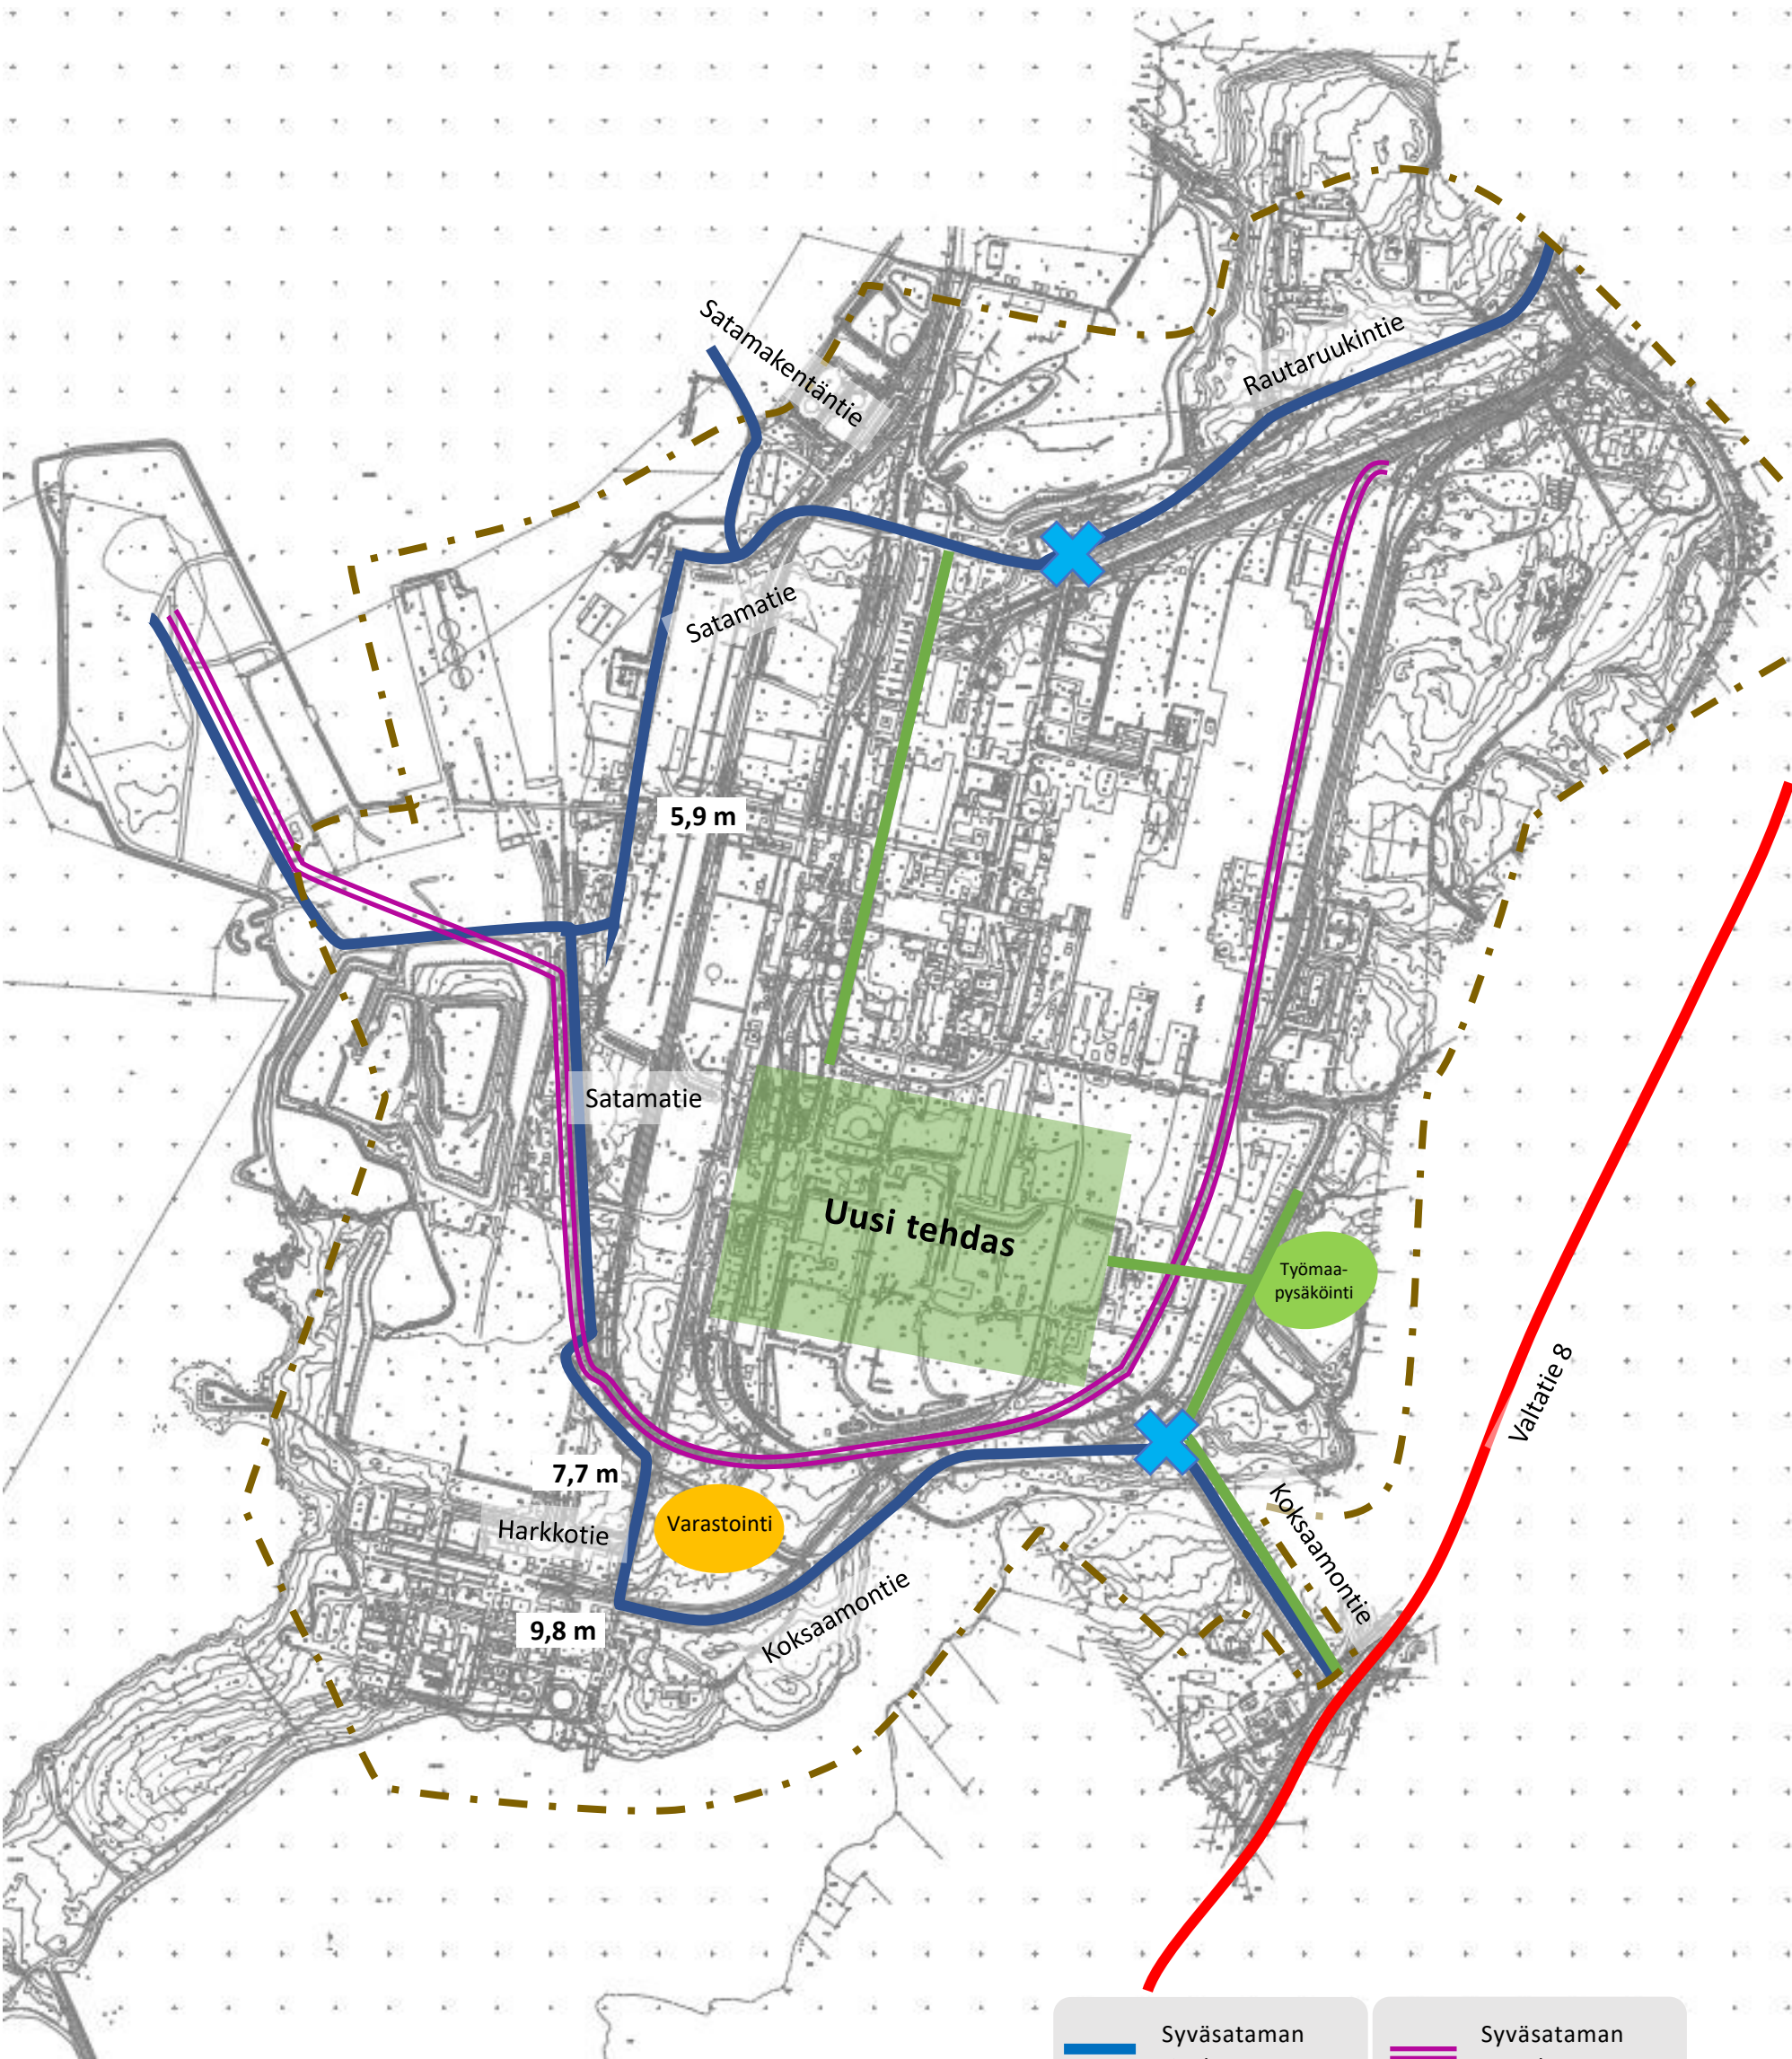 Satamakentäntie
Rautaruukintie
Satamatie
5,9 m
Satamatie
Uusi tehdas
Työmaa-
pysäköinti
Valtatie 8
7,7 m
Harkkotie
Varastointi
Koksaamontie
9,8 m
Koksaamontie
Syväsataman
Syväsataman